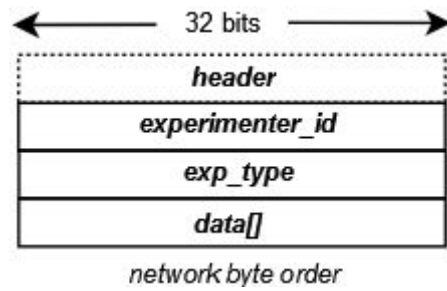 32 bits
header
experimenter_id
exp_type
data[]
network byte order